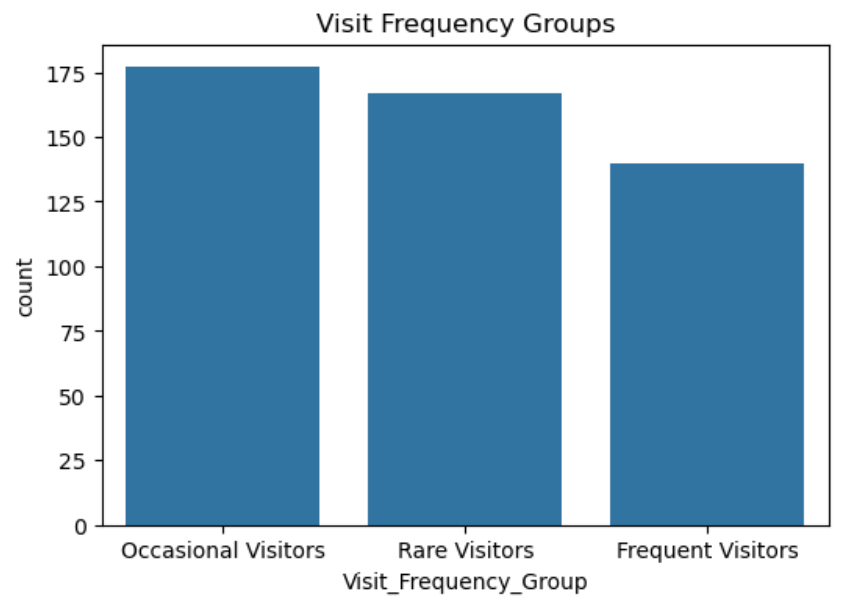 Visit Frequency Groups
175
150
125
100
75
50
25
0
count
Occasional Visitors
Rare Visitors
Frequent Visitors
Visit_Frequency_Group